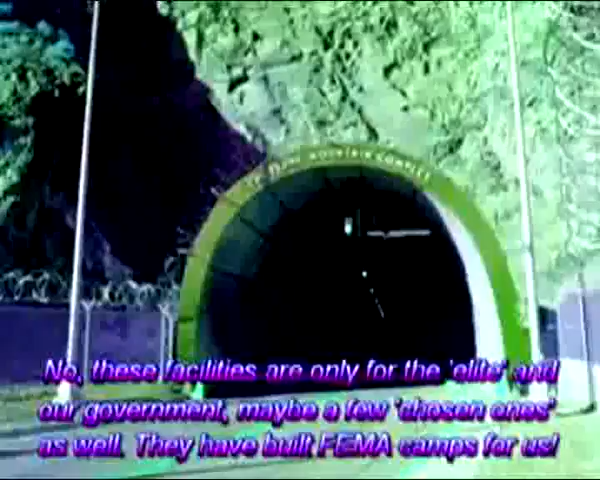 No, these facilities are only for the 'elite' and
our government, maybe a few 'chosen ones'
as well. They have built FEMA camps for us!